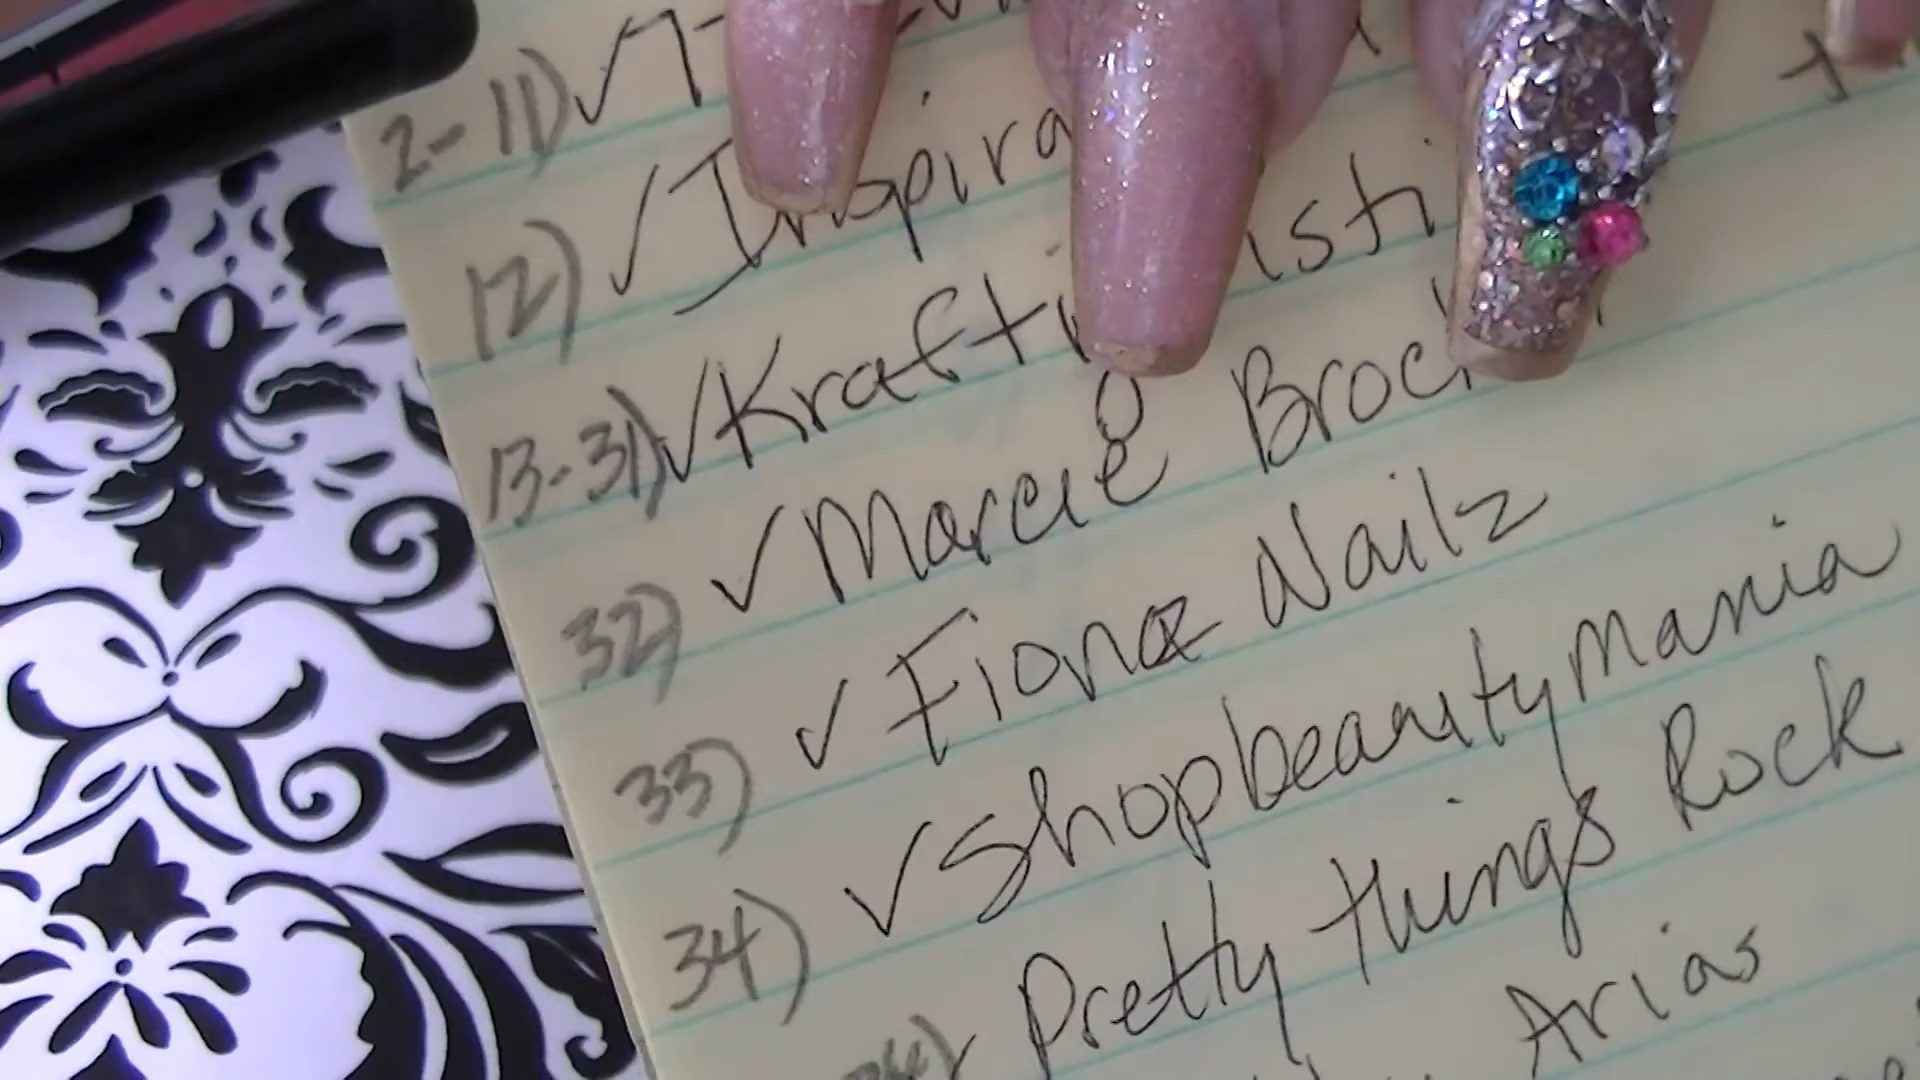 2-11) ✓
12) ✓ Inspira
13-31) ✓ Krafti isti
32) ✓ Marcie Brock
33) ✓ Fiona Nailz
34) ✓ ShopbeautyMania
Pretty things Rock
Arias